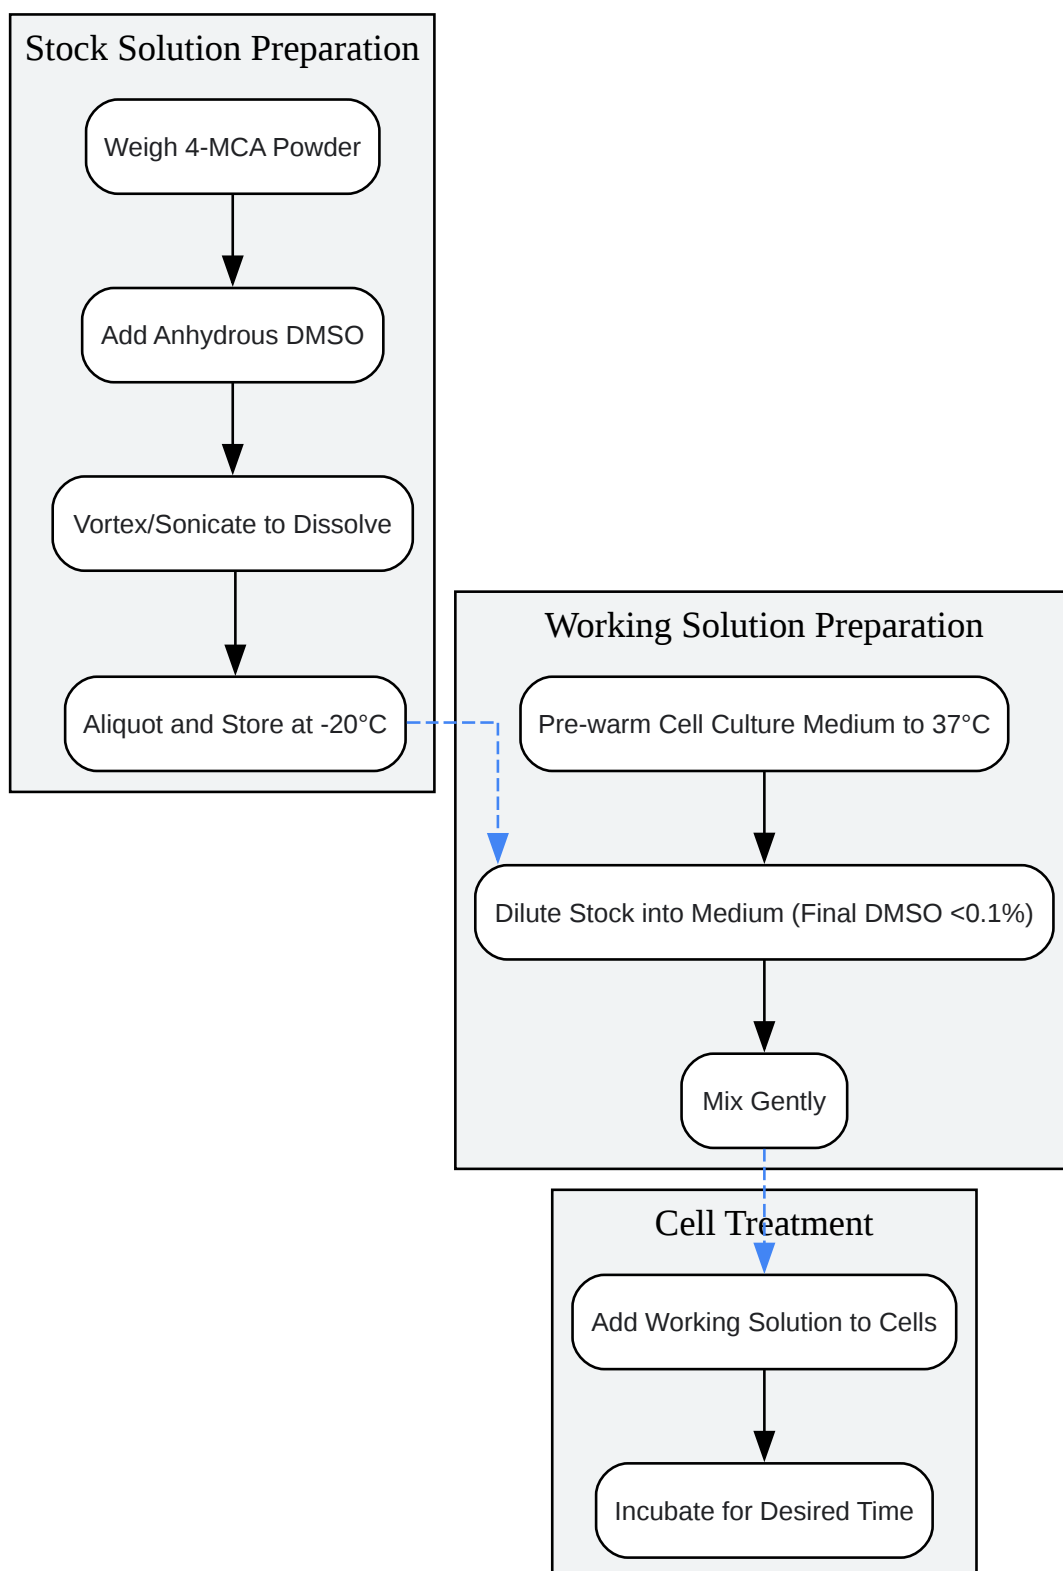 Stock Solution Preparation
Weigh 4-MCA Powder
Add Anhydrous DMSO
Vortex/Sonicate to Dissolve
Aliquot and Store at -20°C
Working Solution Preparation
Pre-warm Cell Culture Medium to 37°C
Dilute Stock into Medium (Final DMSO <0.1%)
Mix Gently
Cell Treatment
Add Working Solution to Cells
Incubate for Desired Time